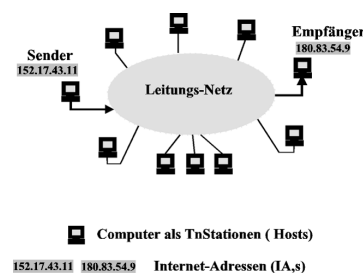 Sender
152.17.43.11
Empfänger
180.83.54.9
Leitungs-Netz
Computer als TnStationen ( Hosts)
152.17.43.11 180.83.54.9 Internet-Adressen (IA,s)